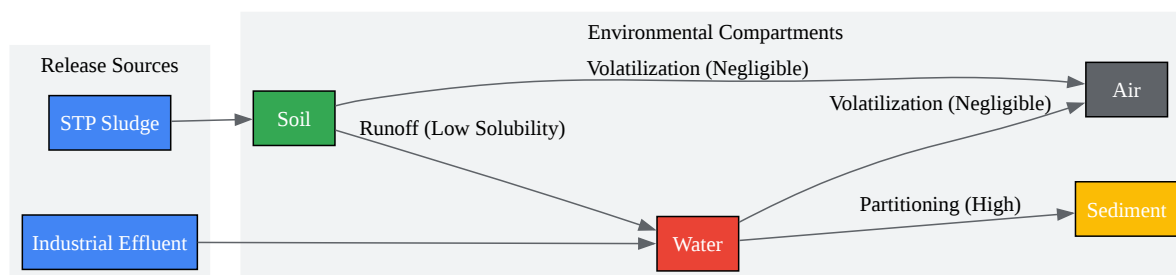 Environmental Compartments
Release Sources
Volatilization (Negligible)
Air
Volatilization (Negligible)
STP Sludge
Soil
Runoff (Low Solubility)
Partitioning (High)
Sediment
Industrial Effluent
Water